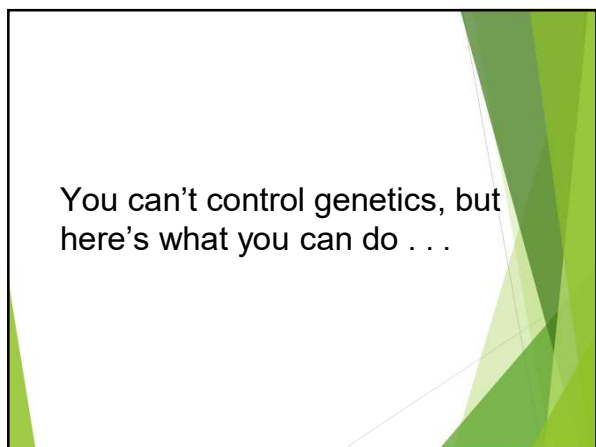 You can’t control genetics, but
here’s what you can do . . .